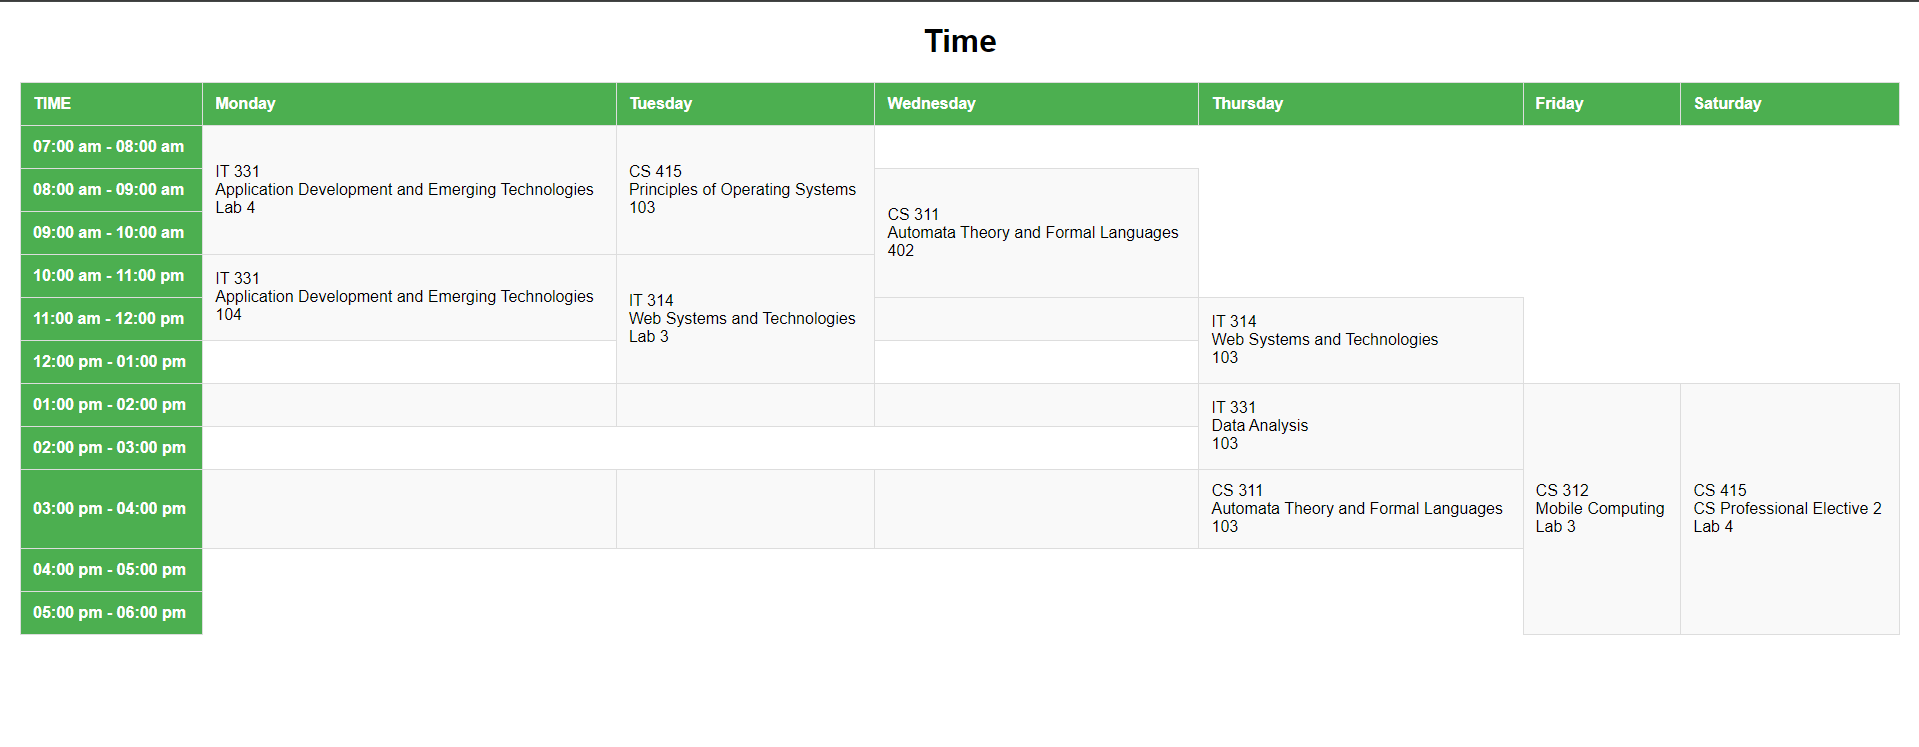 Time
TIME Monday Tuesday Wednesday Thursday Friday Saturday
07:00 am - 08:00 am
IT 331
Application Development and Emerging Technologies
Lab 4
CS 415
Principles of Operating Systems
103
08:00 am - 09:00 am
CS 311
Automata Theory and Formal Languages
402
09:00 am - 10:00 am
10:00 am - 11:00 pm
IT 331
Application Development and Emerging Technologies
104
IT 314
Web Systems and Technologies
Lab 3
11:00 am - 12:00 pm
IT 314
Web Systems and Technologies
103
12:00 pm - 01:00 pm
01:00 pm - 02:00 pm
IT 331
Data Analysis
103
CS 312
Mobile Computing
Lab 3
CS 415
CS Professional Elective 2
Lab 4
02:00 pm - 03:00 pm
03:00 pm - 04:00 pm
CS 311
Automata Theory and Formal Languages
103
04:00 pm - 05:00 pm
05:00 pm - 06:00 pm